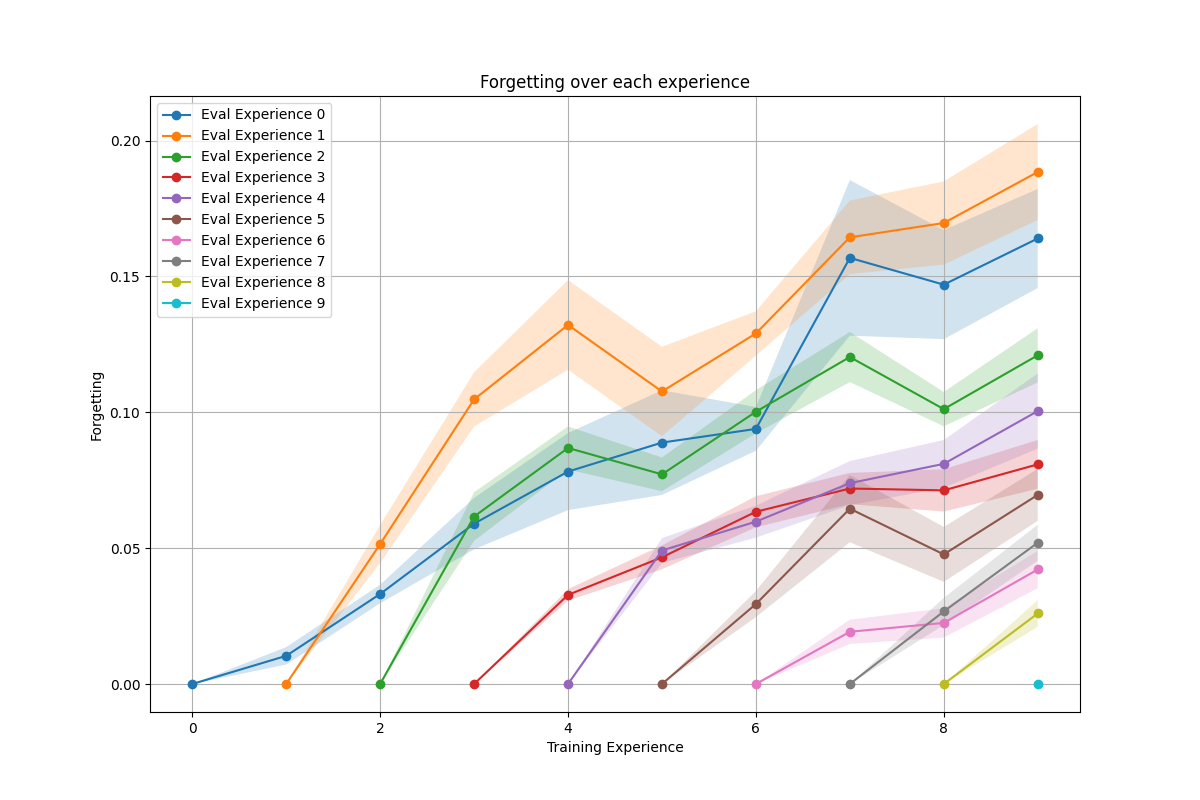 Forgetting over each experience
Eval Experience 0
Eval Experience 1
Eval Experience 2
Eval Experience 3
Eval Experience 4
Eval Experience 5
Eval Experience 6
Eval Experience 7
Eval Experience 8
Eval Experience 9
0.20
0.15
0.10
0.05
0.00
Forgetting
0 2 4 6 8
Training Experience